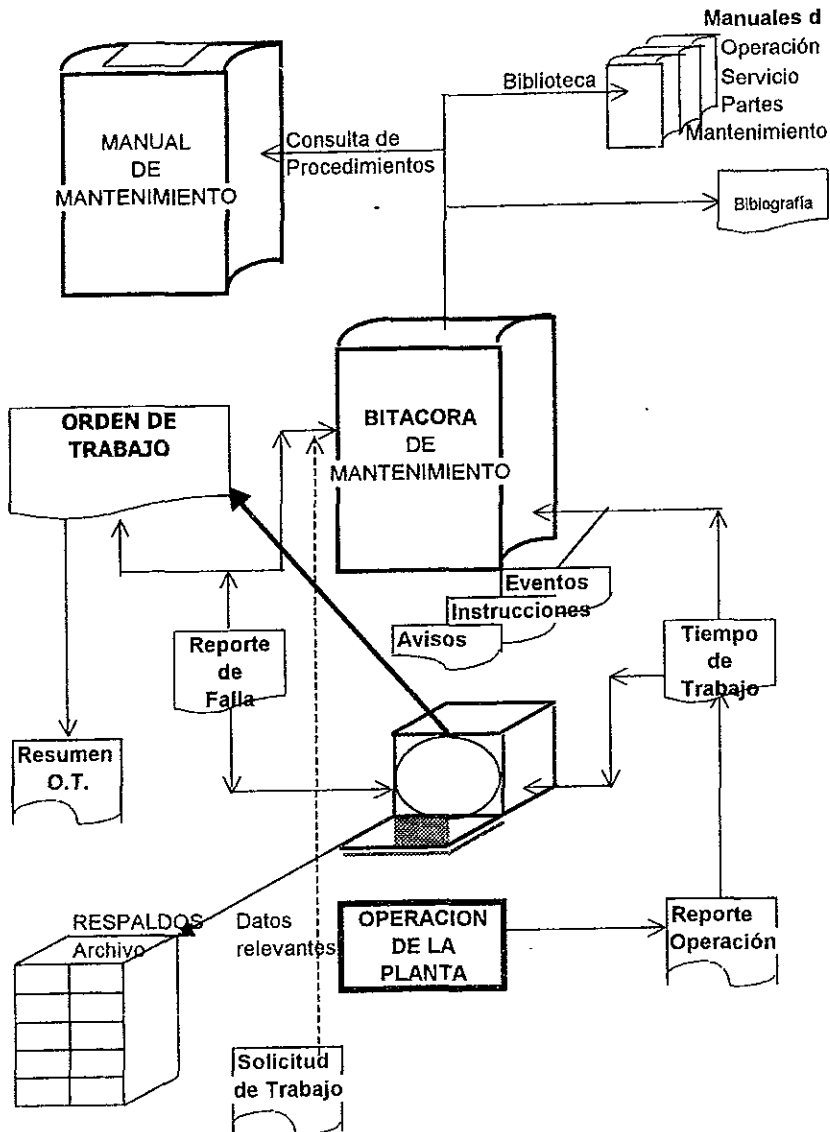 Manuales d
Operación
Servicio
Partes
Mantenimiento
Biblioteca
MANUAL
DE
MANTENIMIENTO
Consulta de
Procedimientos
Bibiografía
BITACORA
DE
MANTENIMIENTO
ORDEN DE
TRABAJO
Eventos
Instrucciones
Avisos
Reporte
de
Falla
Tiempo
de
Trabajo
Resumen
O.T.
RESPALDOS
Archivo
Datos
relevantes
OPERACION
DE LA
PLANTA
Reporte
Operación
Solicitud
de Trabajo